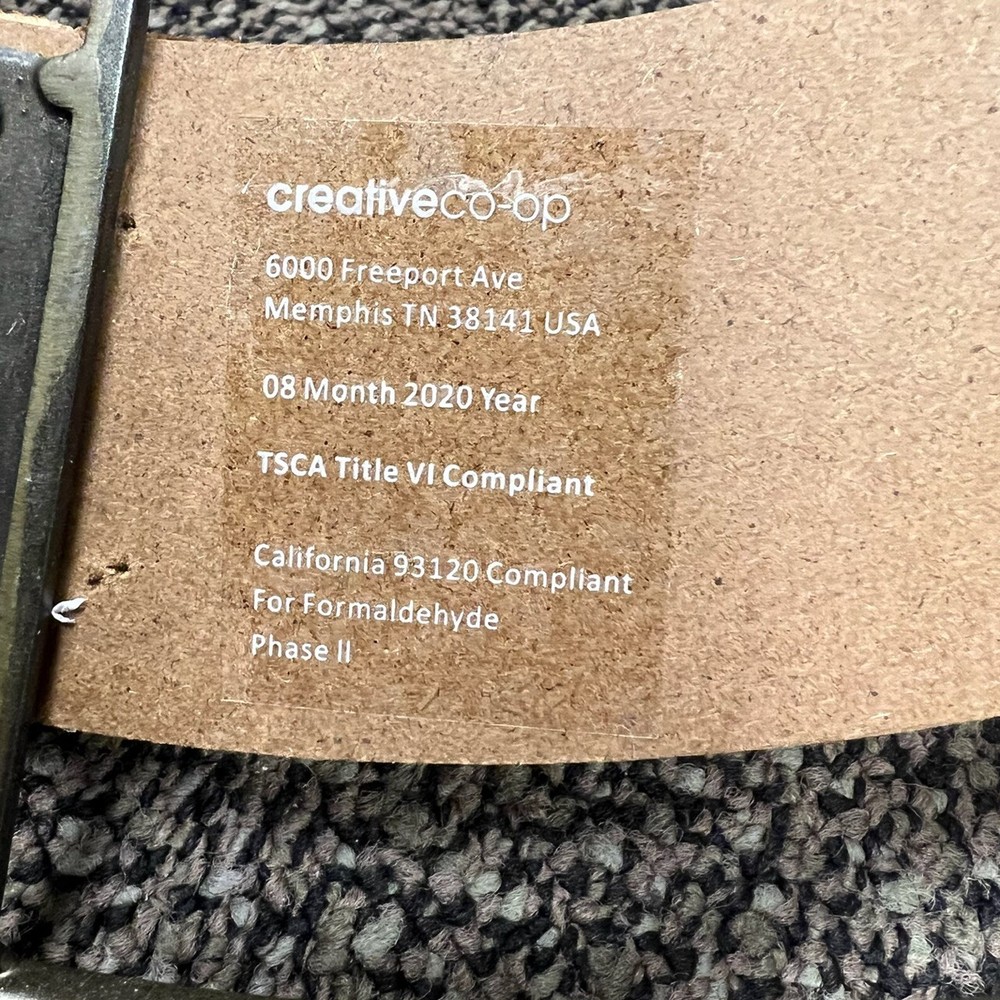 creativeco-op
6000 Freeport Ave
Memphis TN 38141 USA
08 Month 2020 Year
TSCA Title VI Compliant
California 93120 Compliant
For Formaldehyde
Phase II